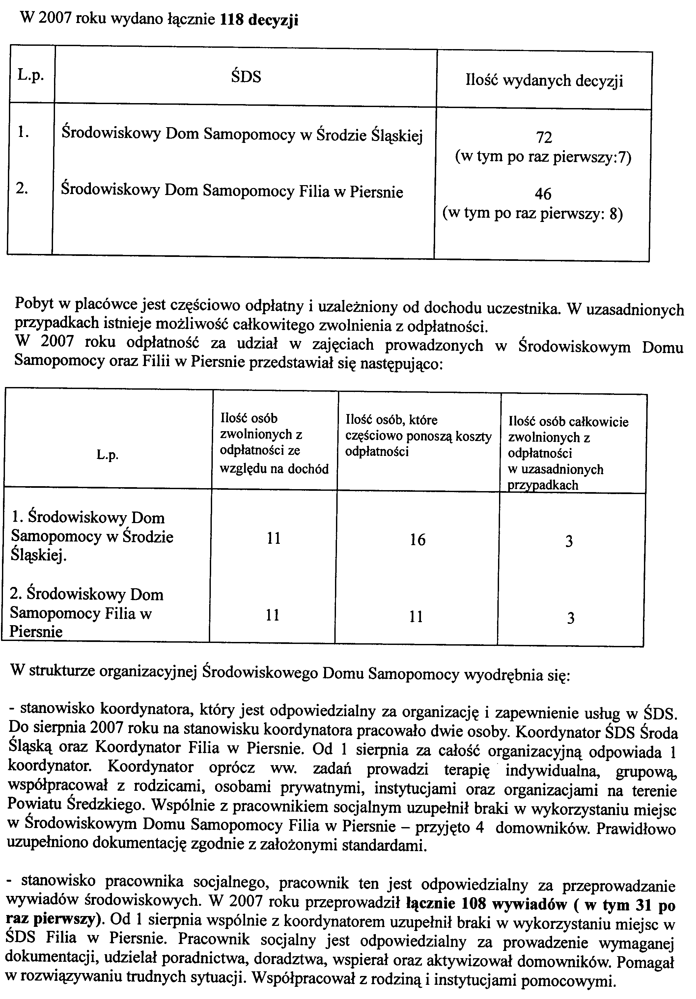 W 2007 roku wydano łącznie 118 decyzji
L.p.
ŚDS
Ilość wydanych decyzji
1.
Środowiskowy Dom Samopomocy w Środzie Śląskiej
72
(w tym po raz pierwszy:7)
2.
Środowiskowy Dom Samopomocy Filia w Piersnie
46
(w tym po raz pierwszy: 8)
Pobyt w placówce jest częściowo odpłatny i uzależniony od dochodu uczestnika. W uzasadnionych
przypadkach istnieje możliwość całkowitego zwolnienia z odpłatności.
W 2007 roku odpłatność za udział w zajęciach prowadzonych w Środowiskowym Domu
Samopomocy oraz Filii w Piersnie przedstawiał się następująco:
L.p.
Ilość osób
zwolnionych z
odpłatności ze
względu na dochód
Ilość osób, które
częściowo ponoszą koszty
odpłatności
Ilość osób całkowicie
zwolnionych z
odpłatności
w uzasadnionych
przypadkach
1. Środowiskowy Dom
Samopomocy w Środzie
Śląskiej.
11
16
3
2. Środowiskowy Dom
Samopomocy Filia w
Piersnie
11
11
3
W strukturze organizacyjnej Środowiskowego Domu Samopomocy wyodrębnia się:
- stanowisko koordynatora, który jest odpowiedzialny za organizację i zapewnienie usług w ŚDS.
Do sierpnia 2007 roku na stanowisku koordynatora pracowało dwie osoby. Koordynator ŚDS Środa
Śląską oraz Koordynator Filia w Piersnie. Od 1 sierpnia za całość organizacyjną odpowiada 1
koordynator. Koordynator oprócz ww. zadań prowadzi terapię indywidualna, grupową,
współpracował z rodzicami, osobami prywatnymi, instytucjami oraz organizacjami na terenie
Powiatu Średzkiego. Wspólnie z pracownikiem socjalnym uzupełnił braki w wykorzystaniu miejsc
w Środowiskowym Domu Samopomocy Filia w Piersnie – przyjęto 4 domowników. Prawidłowo
uzupełniono dokumentację zgodnie z założonymi standardami.
- stanowisko pracownika socjalnego, pracownik ten jest odpowiedzialny za przeprowadzanie
wywiadów środowiskowych. W 2007 roku przeprowadził łącznie 108 wywiadów ( w tym 31 po
raz pierwszy). Od 1 sierpnia wspólnie z koordynatorem uzupełnił braki w wykorzystaniu miejsc w
ŚDS Filia w Piersnie. Pracownik socjalny jest odpowiedzialny za prowadzenie wymaganej
dokumentacji, udzielał poradnictwa, doradztwa, wspierał oraz aktywizował domowników. Pomagał
w rozwiązywaniu trudnych sytuacji. Współpracował z rodziną i instytucjami pomocowymi.